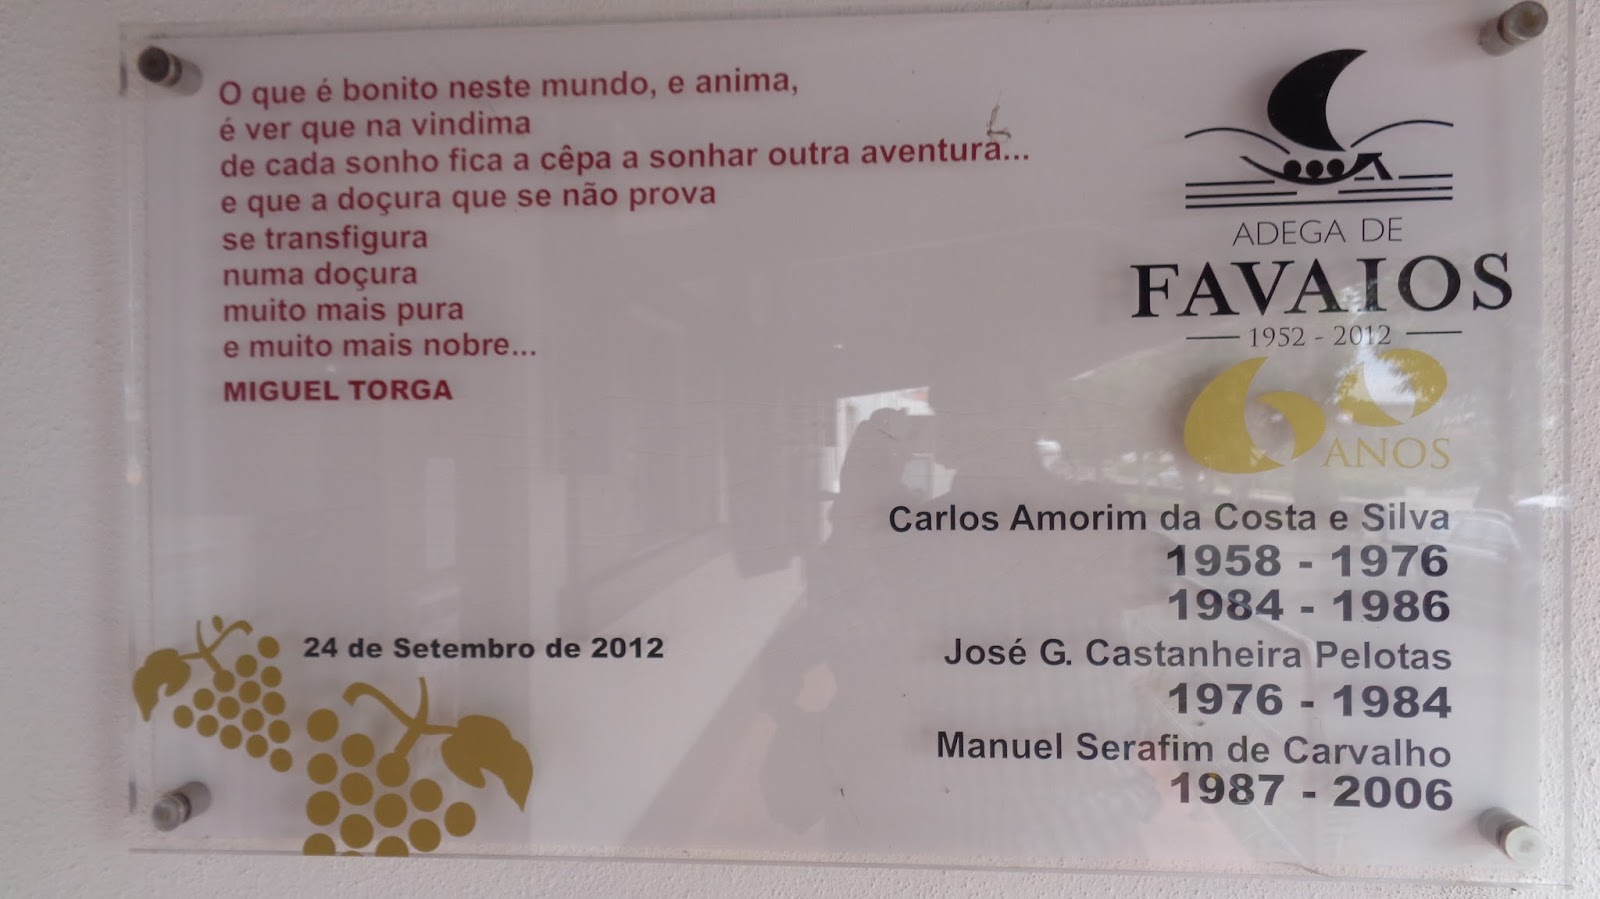 O que é bonito neste mundo, e anima,
é ver que na vindima
de cada sonho fica a cêpa a sonhar outra aventura...
e que a doçura que se não prova
se transfigura
numa doçura
muito mais pura
e muito mais nobre...
MIGUEL TORGA
24 de Setembro de 2012
ADEGA DE
FAVAIOS
1952 - 2012
60
ANOS
Carlos Amorim da Costa e Silva
1958 - 1976
1984 - 1986
José G. Castanheira Pelotas
1976 - 1984
Manuel Serafim de Carvalho
1987 - 2006